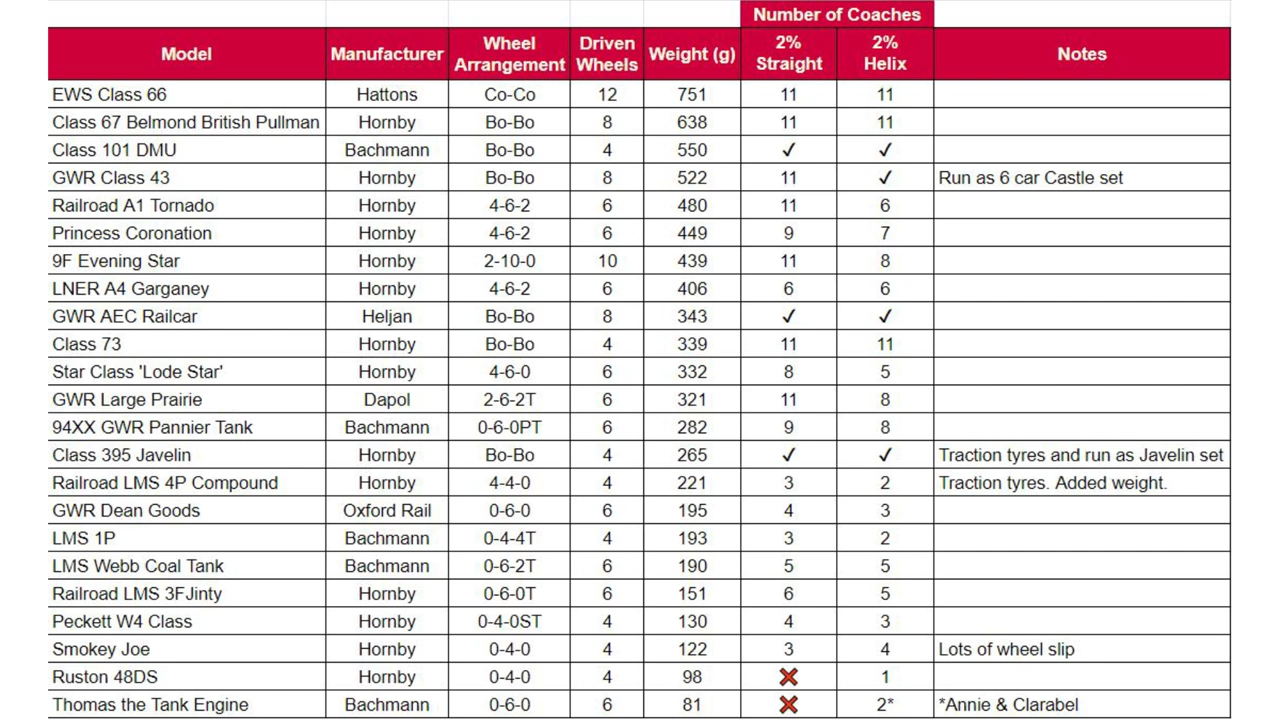 Number of Coaches
Model Manufacturer Wheel Arrangement Driven Wheels Weight (g) 2% Straight 2% Helix Notes
EWS Class 66 Hattons Co-Co 12 751 11 11
Class 67 Belmond British Pullman Hornby Bo-Bo 8 638 11 11
Class 101 DMU Bachmann Bo-Bo 4 550 ✓ ✓
GWR Class 43 Hornby Bo-Bo 8 522 11 ✓ Run as 6 car Castle set
Railroad A1 Tornado Hornby 4-6-2 6 480 11 6
Princess Coronation Hornby 4-6-2 6 449 9 7
9F Evening Star Hornby 2-10-0 10 439 11 8
LNER A4 Garganey Hornby 4-6-2 6 406 6 6
GWR AEC Railcar Heljan Bo-Bo 8 343 ✓ ✓
Class 73 Hornby Bo-Bo 4 339 11 11
Star Class 'Lode Star' Hornby 4-6-0 6 332 8 5
GWR Large Prairie Dapol 2-6-2T 6 321 11 8
94XX GWR Pannier Tank Bachmann 0-6-0PT 6 282 9 8
Class 395 Javelin Hornby Bo-Bo 4 265 ✓ ✓ Traction tyres and run as Javelin set
Railroad LMS 4P Compound Hornby 4-4-0 4 221 3 2 Traction tyres. Added weight.
GWR Dean Goods Oxford Rail 0-6-0 6 195 4 3
LMS 1P Bachmann 0-4-4T 4 193 3 2
LMS Webb Coal Tank Bachmann 0-6-2T 6 190 5 5
Railroad LMS 3FJinty Hornby 0-6-0T 6 151 6 5
Peckett W4 Class Hornby 0-4-0ST 4 130 4 3
Smokey Joe Hornby 0-4-0 4 122 3 4 Lots of wheel slip
Ruston 48DS Hornby 0-4-0 4 98 ❌ 1
Thomas the Tank Engine Bachmann 0-6-0 6 81 ❌ 2* *Annie & Clarabel